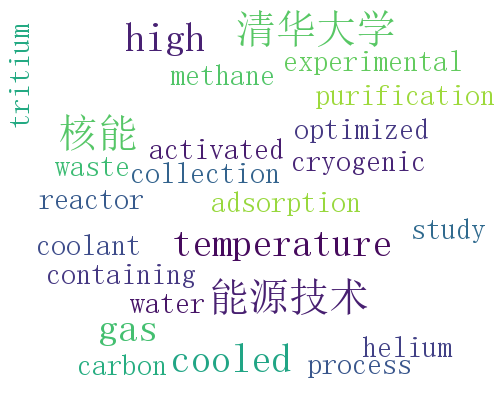 tritium
high
清华大学
methane
experimental
purification
核能
optimized
activated
cryogenic
waste
collection
reactor
adsorption
study
coolant
temperature
containing
water
能源技术
gas
helium
carbon
cooled
process